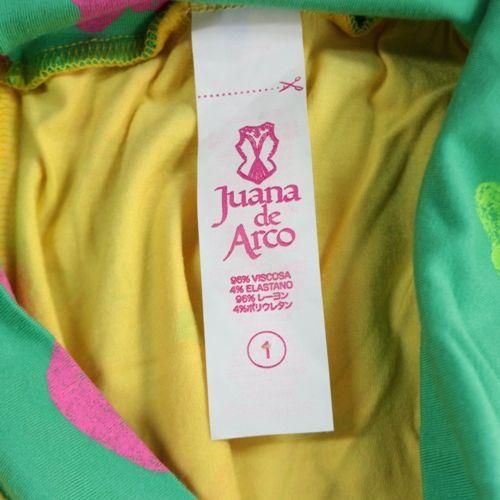 Juana
de
Arco
96% VISCOSA
4% ELASTANO
96% レーヨン
4%ポリウレタン
1